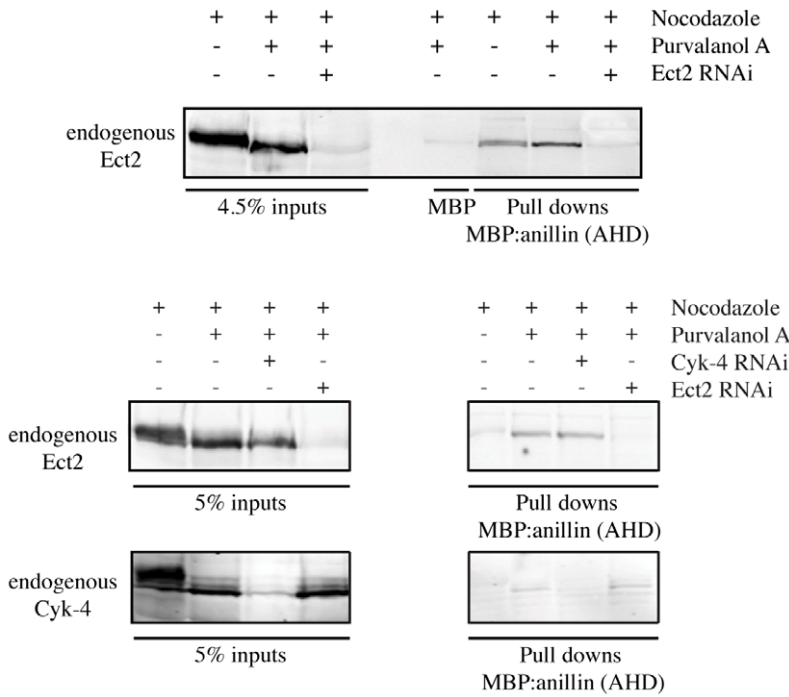 + + + + + + + Nocodazole
- + + + - + + Purvalanol A
- - + - - - + Ect2 RNAi
endogenous
Ect2
4.5% inputs
MBP
Pull downs
MBP:anillin (AHD)
+ + + + + + + + Nocodazole
- + + + - + + + Purvalanol A
- - + - - - + - Cyk-4 RNAi
- - - + - - - + Ect2 RNAi
endogenous
Ect2
5% inputs
Pull downs
MBP:anillin (AHD)
endogenous
Cyk-4
5% inputs
Pull downs
MBP:anillin (AHD)